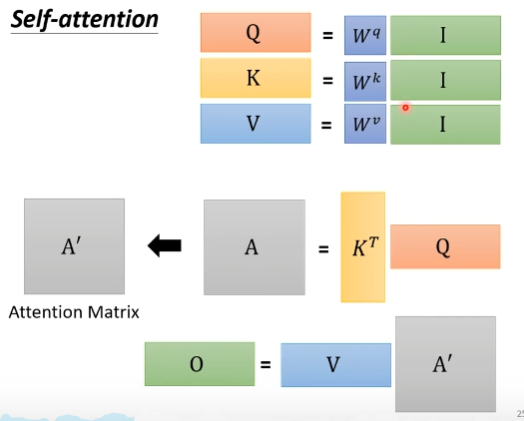 Self-attention
Q = W^q I
K = W^k I
V = W^v I
A′ ← A = K^T Q
Attention Matrix
O = V A′
25